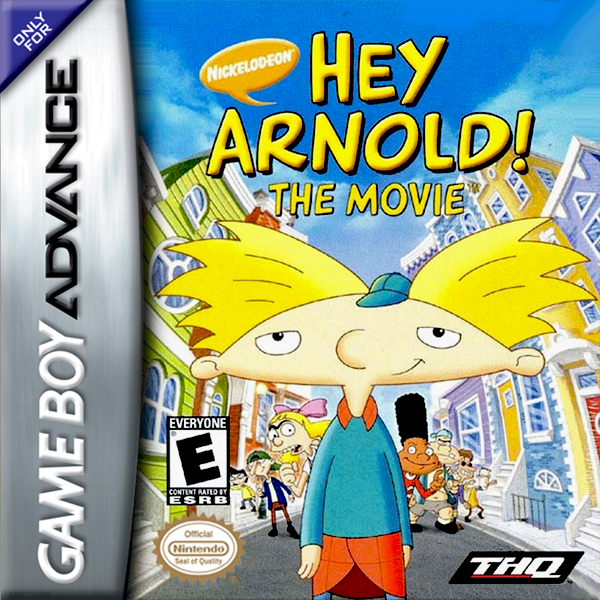 ONLY
FOR
GAME BOY ADVANCE
NICKELODEON
HEY
ARNOLD!
THE MOVIE™
EVERYONE
E
CONTENT RATED BY
ESRB
Official
Nintendo
Seal of Quality
THQ